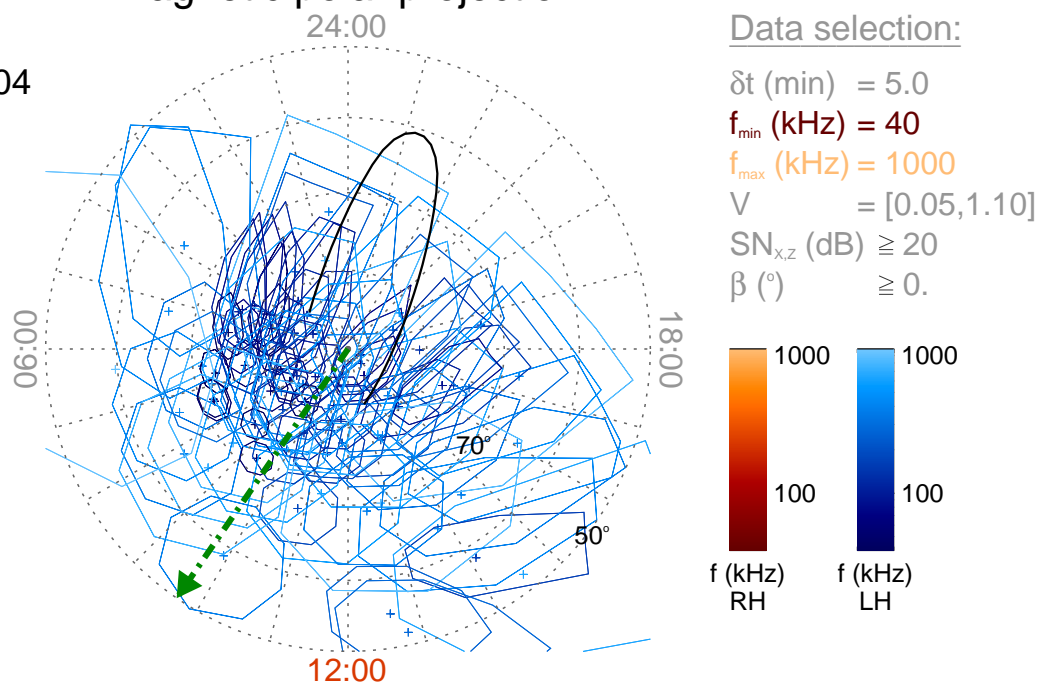 24:00
Data selection:
04
δt (min) = 5.0
fmin (kHz) = 40
fmax (kHz) = 1000
V = [0.05,1.10]
SNx,z (dB) ≧ 20
β (°) ≧ 0.
06:00
18:00
1000 1000
70°
100 100
50°
f (kHz) f (kHz)
RH LH
12:00